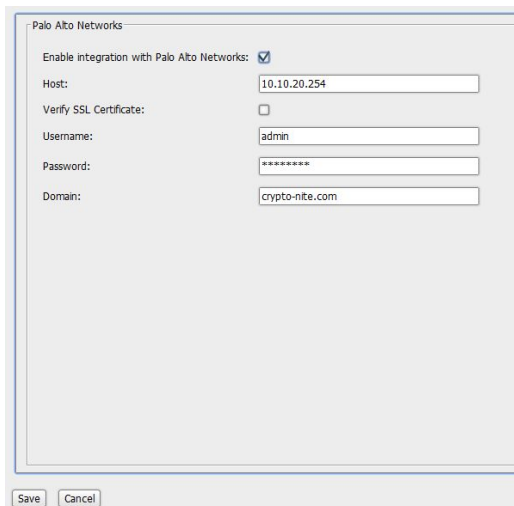 Palo Alto Networks
Enable integration with Palo Alto Networks:
Host: 10.10.20.254
Verify SSL Certificate:
Username: admin
Password: ********
Domain: crypto-nite.com
Save Cancel